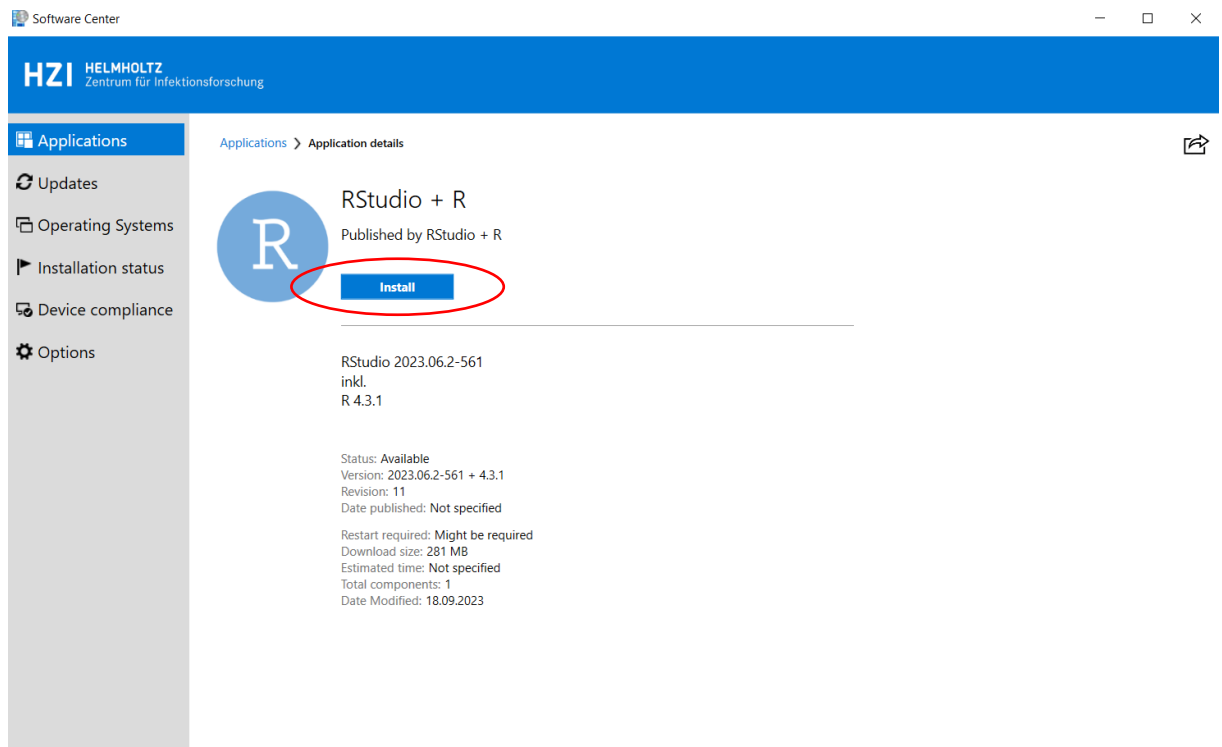 Software Center
HZI
HELMHOLTZ
Zentrum für Infektionsforschung
Applications
Updates
Operating Systems
Installation status
Device compliance
Options
Applications ❯ Application details
R
RStudio + R
Published by RStudio + R
Install
RStudio 2023.06.2-561
inkl.
R 4.3.1
Status: Available
Version: 2023.06.2-561 + 4.3.1
Revision: 11
Date published: Not specified
Restart required: Might be required
Download size: 281 MB
Estimated time: Not specified
Total components: 1
Date Modified: 18.09.2023